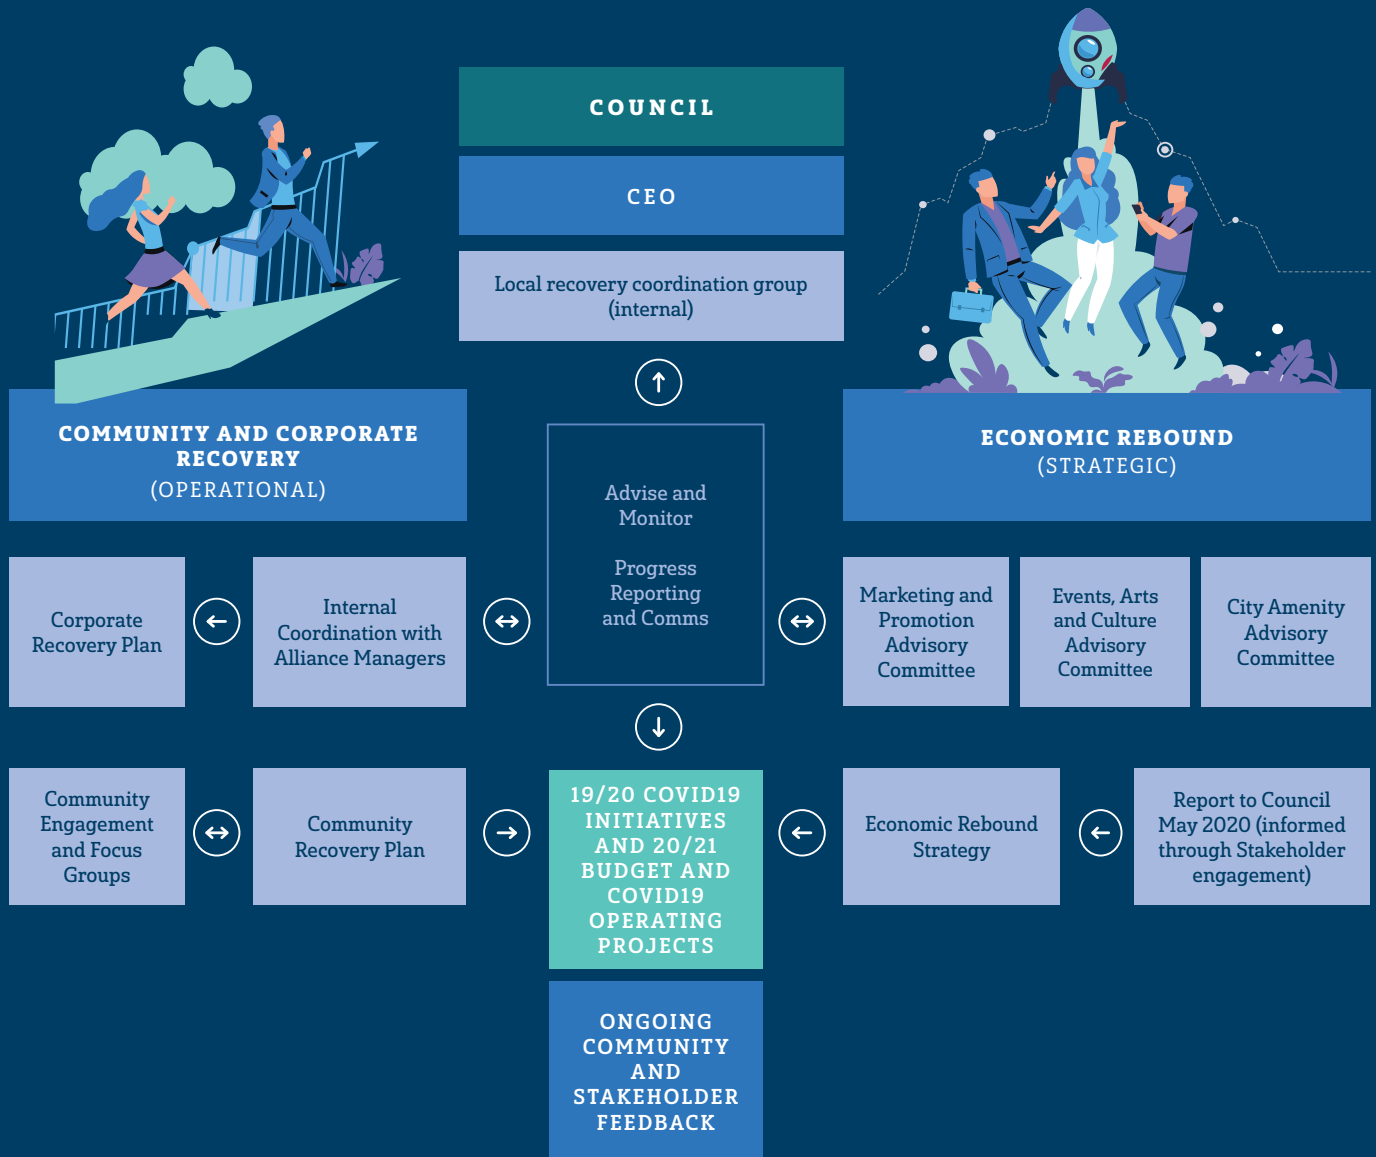 COUNCIL
CEO
Local recovery coordination group
(internal)
COMMUNITY AND CORPORATE
RECOVERY
(OPERATIONAL)
ECONOMIC REBOUND
(STRATEGIC)
Advise and
Monitor
Progress
Reporting
and Comms
Corporate
Recovery Plan
Internal
Coordination with
Alliance Managers
Marketing and
Promotion
Advisory
Committee
Events, Arts
and Culture
Advisory
Committee
City Amenity
Advisory
Committee
Community
Engagement
and Focus
Groups
Community
Recovery Plan
19/20 COVID19
INITIATIVES
AND 20/21
BUDGET AND
COVID19
OPERATING
PROJECTS
Economic Rebound
Strategy
Report to Council
May 2020 (informed
through Stakeholder
engagement)
ONGOING
COMMUNITY
AND
STAKEHOLDER
FEEDBACK